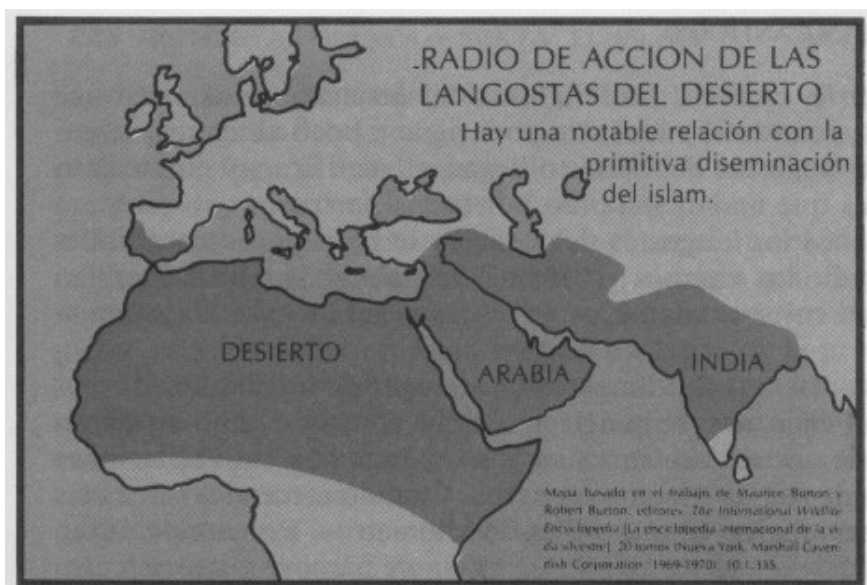 RADIO DE ACCION DE LAS
LANGOSTAS DEL DESIERTO
Hay una notable relación con la
primitiva diseminación
del islam.
DESIERTO
ARABIA
INDIA
Mapa basado en el trabajo de Maurice Burton y
Robert Burton, editores, The International Wildlife
Encyclopedia [La enciclopedia internacional de la vi-
da silvestre], 20 tomos (Nueva York, Marshall Caven-
dish Corporation, 1969-1970), 10.1.335.